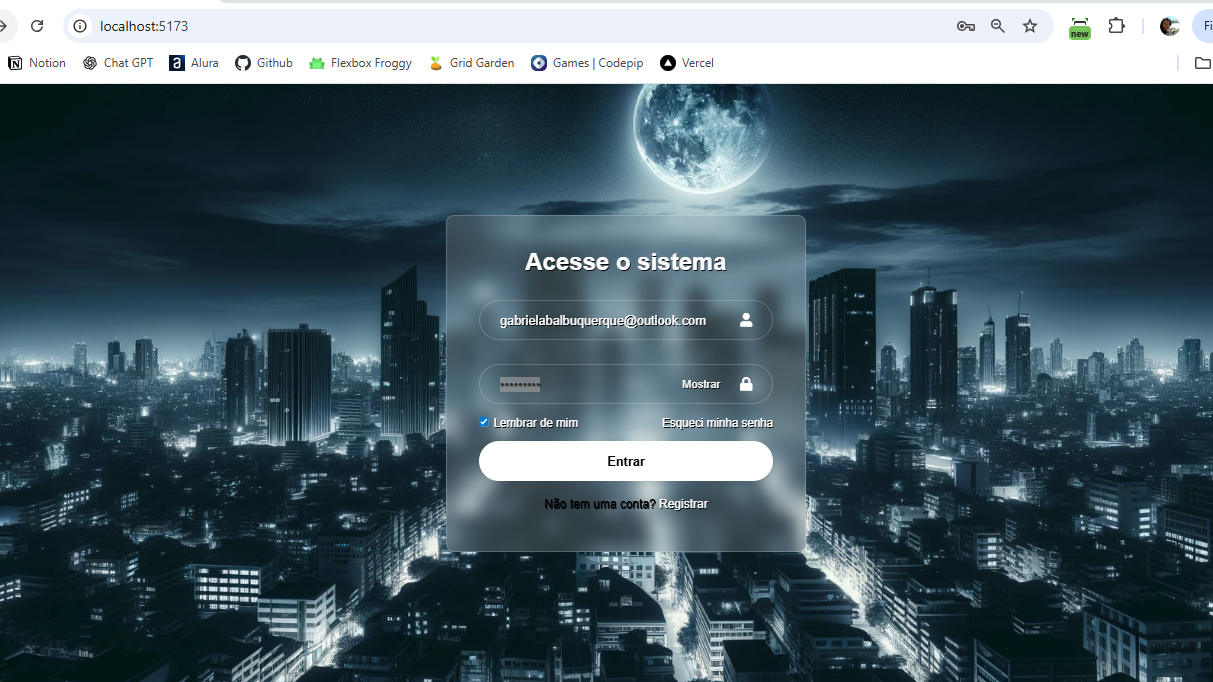 localhost:5173
new
Fi
Notion Chat GPT Alura Github Flexbox Froggy Grid Garden Games | Codepip Vercel
Acesse o sistema
gabrielabalbuquerque@outlook.com
Mostrar
Lembrar de mim Esqueci minha senha
Entrar
Não tem uma conta? Registrar